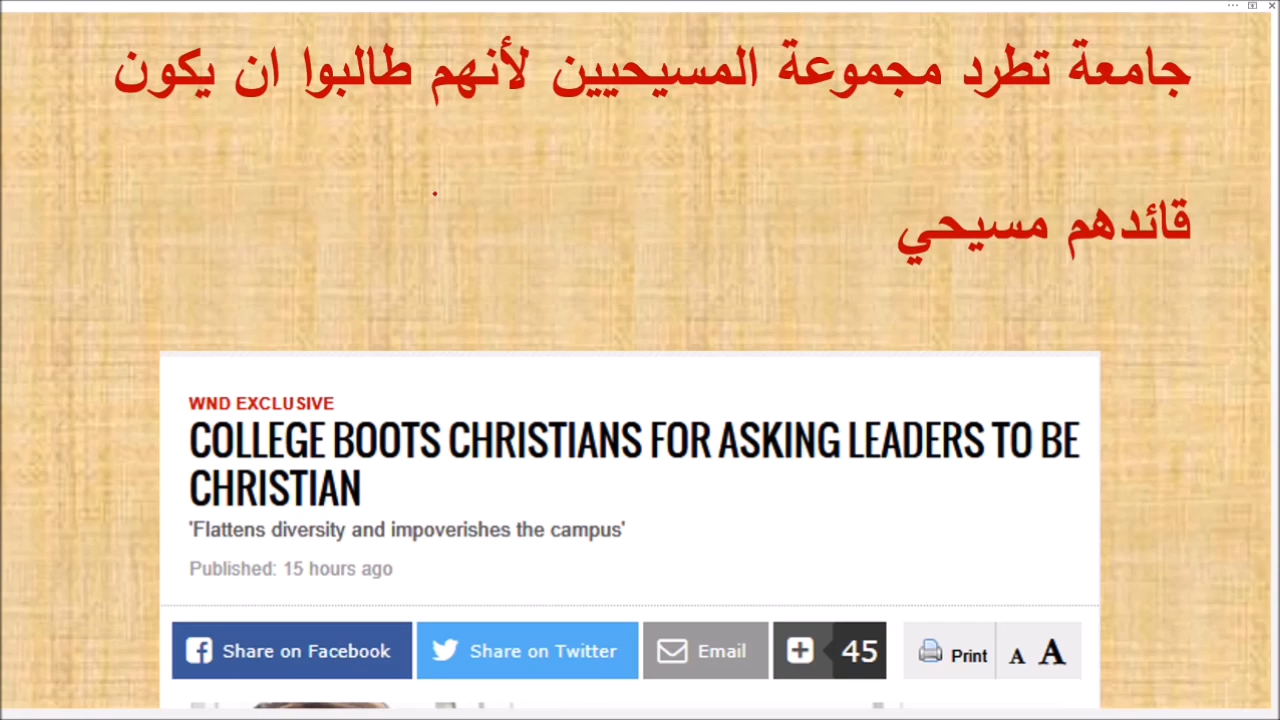 جامعة تطرد مجموعة المسيحيين لأنهم طالبوا ان يكون
قائدهم مسيحي
WND EXCLUSIVE
COLLEGE BOOTS CHRISTIANS FOR ASKING LEADERS TO BE
CHRISTIAN
'Flattens diversity and impoverishes the campus'
Published: 15 hours ago
Share on Facebook Share on Twitter Email 45 Print A A